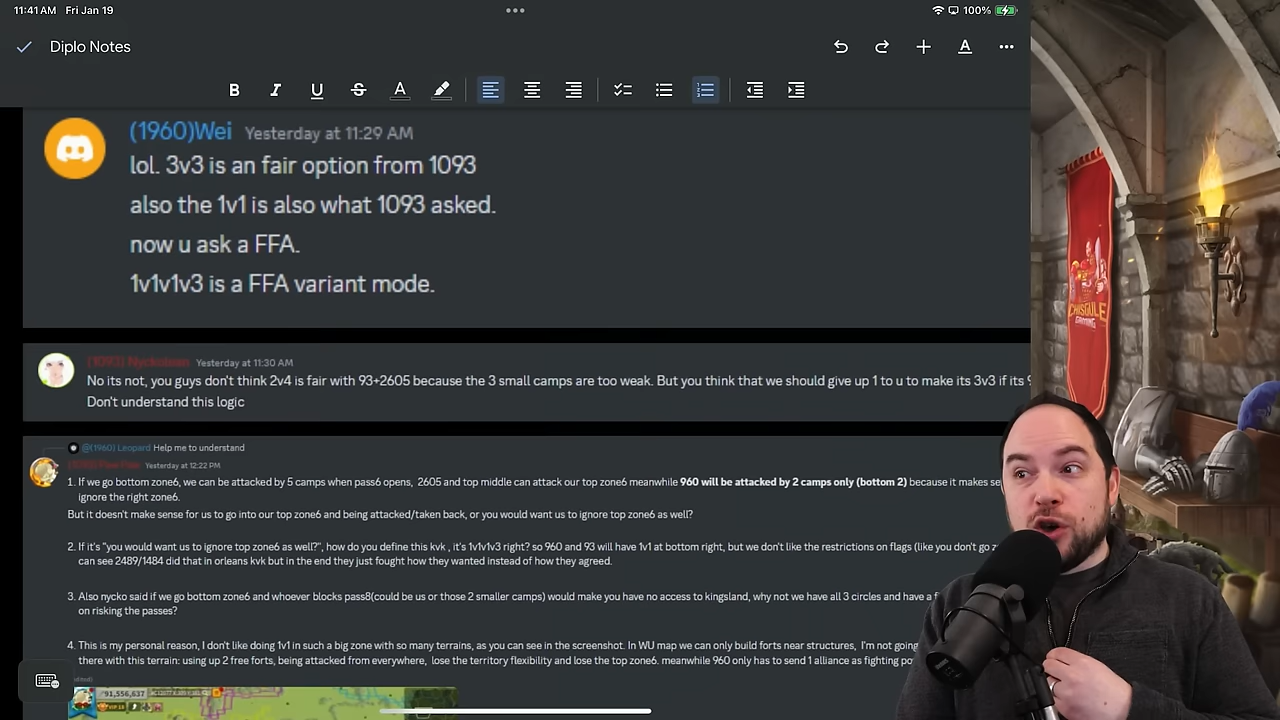 11:41 AM Fri Jan 19
100%
Diplo Notes
B I U S A
A
(1960)Wei Yesterday at 11:29 AM
lol. 3v3 is an fair option from 1093
also the 1v1 is also what 1093 asked.
now u ask a FFA.
1v1v1v3 is a FFA variant mode.
(1093) Yesterday at 11:30 AM
No its not, you guys don't think 2v4 is fair with 93+2605 because the 3 small camps are too weak. But you think that we should give up 1 to u to make its 3v3 if its
Don't understand this logic
@(1960) Leopard Help me to understand
Yesterday at 12:22 PM
1. If we go bottom zone6, we can be attacked by 5 camps when pass6 opens, 2605 and top middle can attack our top zone6 meanwhile 960 will be attacked by 2 camps only (bottom 2) because it makes se
ignore the right zone6.
But it doesn't make sense for us to go into our top zone6 and being attacked/taken back, or you would want us to ignore top zone6 as well?
2. If it's "you would want us to ignore top zone6 as well?", how do you define this kvk , it's 1v1v1v3 right? so 960 and 93 will have 1v1 at bottom right, but we don't like the restrictions on flags (like you don't go z
can see 2489/1484 did that in orleans kvk but in the end they just fought how they wanted instead of how they agreed.
3. Also nycko said if we go bottom zone6 and whoever blocks pass8(could be us or those 2 smaller camps) would make you have no access to kingsland, why not we have all 3 circles and have a f
on risking the passes?
4. This is my personal reason, I don't like doing 1v1 in such a big zone with so many terrains, as you can see in the screenshot. In WU map we can only build forts near structures, I'm not going
there with this terrain: using up 2 free forts, being attacked from everywhere, lose the territory flexibility and lose the top zone6. meanwhile 960 only has to send 1 alliance as fighting po
91,556,637
CHISGULE
GAMING